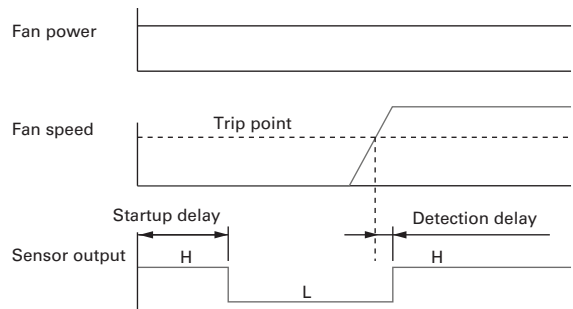 Fan power
Fan speed
Trip point
Startup delay
Detection delay
Sensor output
H
H
L